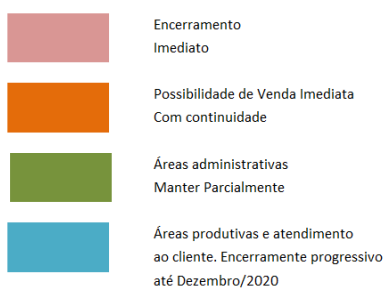 Encerramento
Imediato
Possibilidade de Venda Imediata
Com continuidade
Áreas administrativas
Manter Parcialmente
Áreas produtivas e atendimento
ao cliente. Encerramente progressivo
até Dezembro/2020